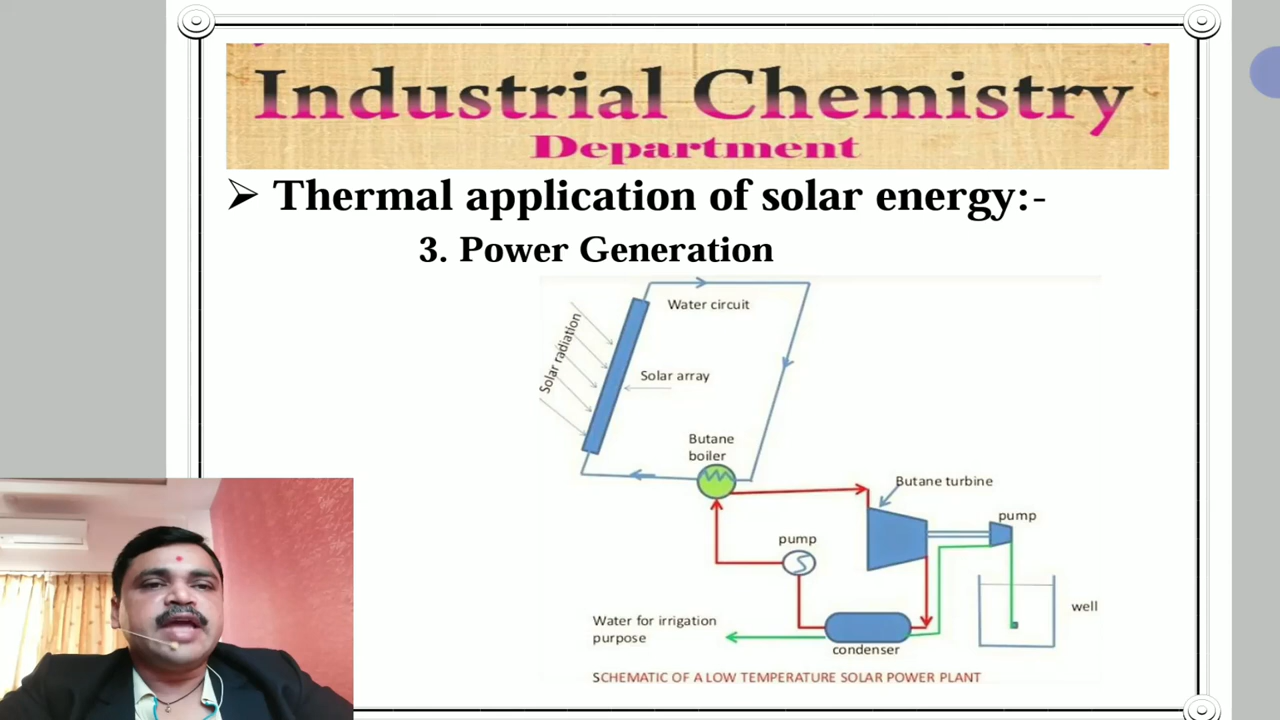 Industrial Chemistry
Department
➢ Thermal application of solar energy:-
3. Power Generation
Water circuit
Solar radiation
Solar array
Butane
boiler
Butane turbine
pump
pump
well
Water for irrigation
purpose
condenser
SCHEMATIC OF A LOW TEMPERATURE SOLAR POWER PLANT